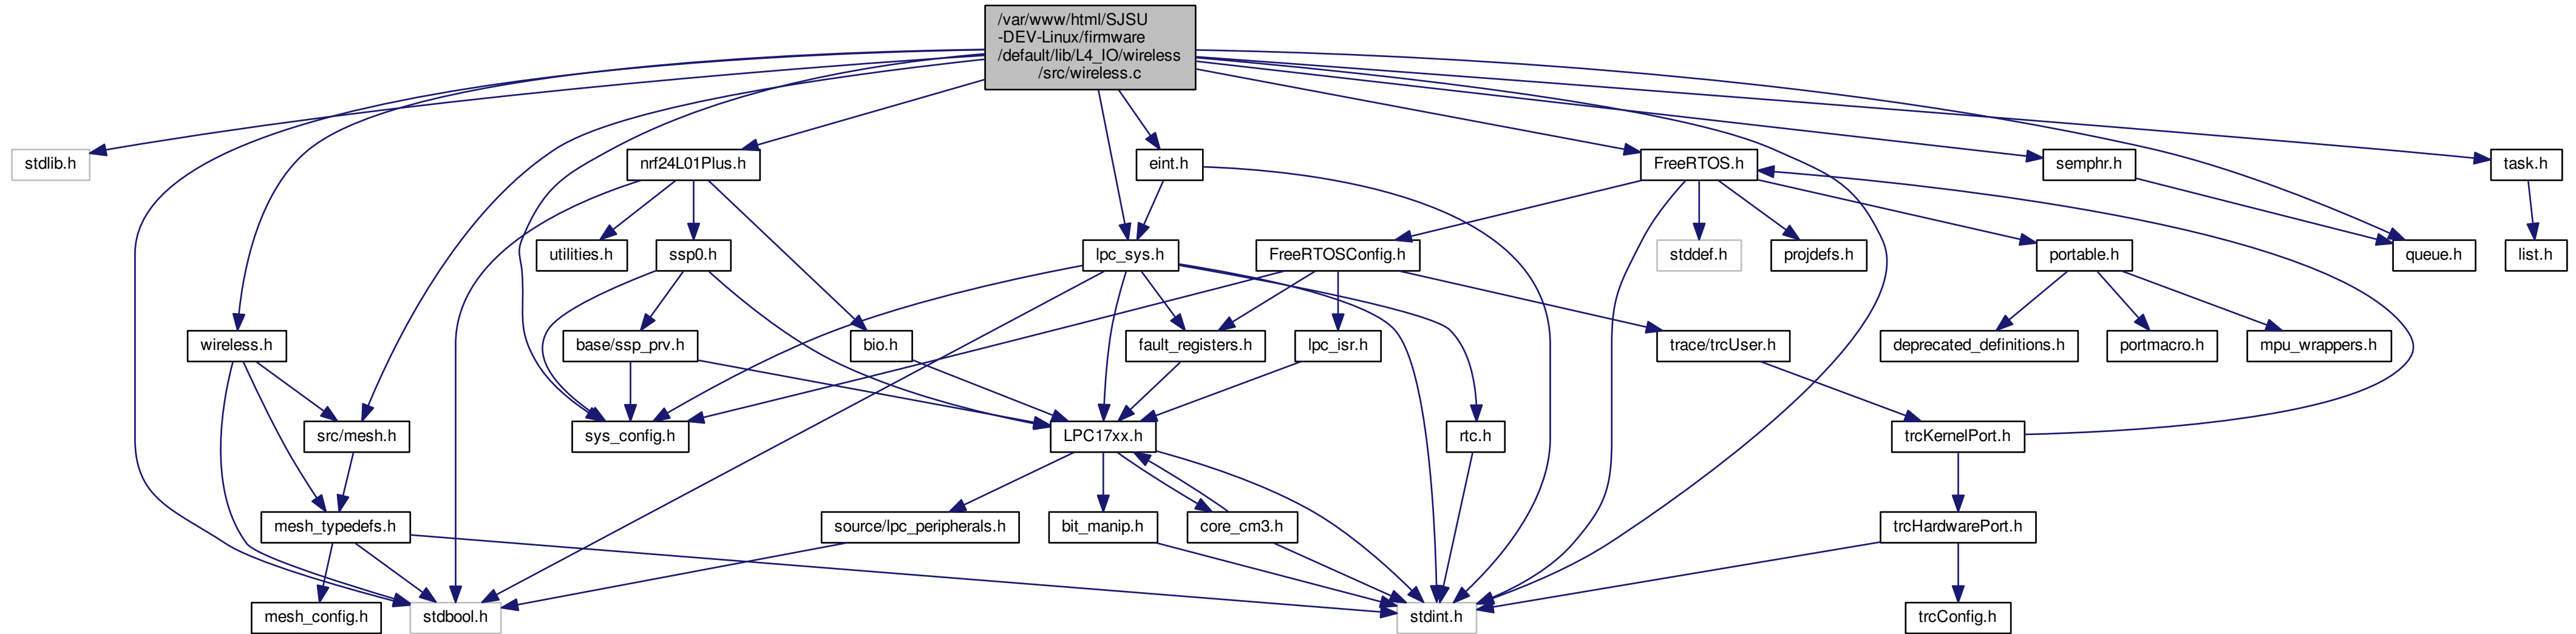 /var/www/html/SJSU
-DEV-Linux/firmware
/default/lib/L4_IO/wireless
/src/wireless.c
stdlib.h
nrf24L01Plus.h
eint.h
FreeRTOS.h
semphr.h
task.h
utilities.h
ssp0.h
lpc_sys.h
FreeRTOSConfig.h
stddef.h
projdefs.h
portable.h
queue.h
list.h
wireless.h
base/ssp_prv.h
bio.h
fault_registers.h
lpc_isr.h
trace/trcUser.h
deprecated_definitions.h
portmacro.h
mpu_wrappers.h
src/mesh.h
sys_config.h
LPC17xx.h
rtc.h
trcKernelPort.h
mesh_typedefs.h
source/lpc_peripherals.h
bit_manip.h
core_cm3.h
trcHardwarePort.h
mesh_config.h
stdbool.h
stdint.h
trcConfig.h